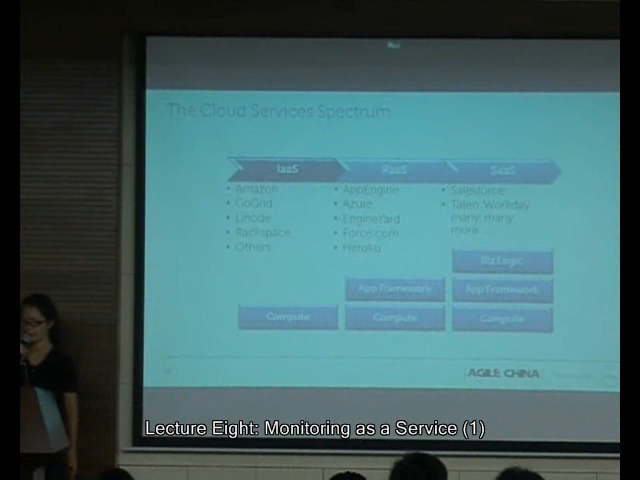 The Cloud Services Spectrum
IaaS
PaaS
SaaS
• Amazon
• GoGrid
• Linode
• Rackspace
• Others
• AppEngine
• Azure
• EngineYard
• Force.com
• Heroku
• Salesforce
• Taleo, Workday
many, many
more...
Biz Logic
App Framework
App Framework
Compute
Compute
Compute
AGILE CHINA
Lecture Eight: Monitoring as a Service (1)